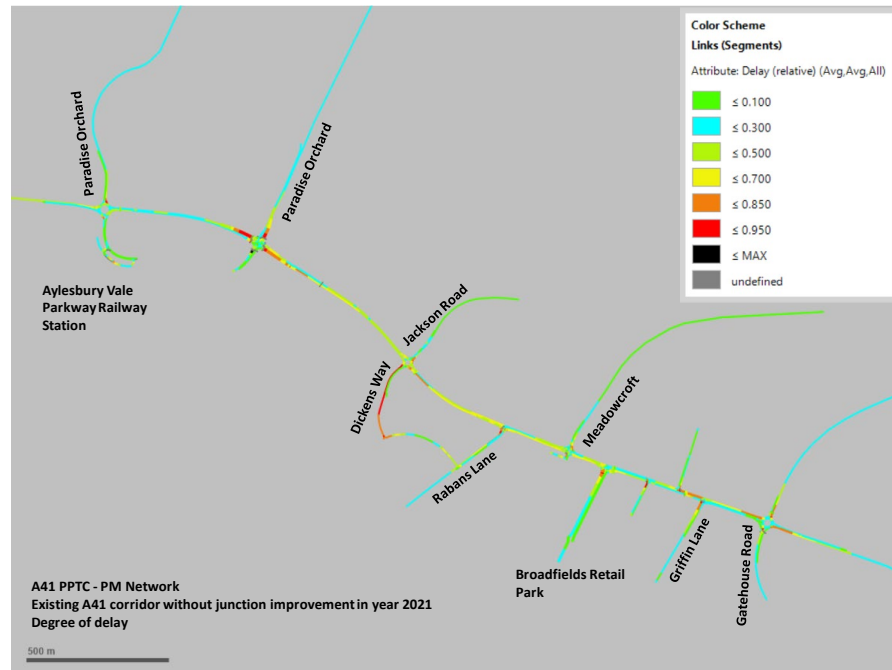 Color Scheme
Links (Segments)
Attribute: Delay (relative) (Avg,Avg,All)
≤ 0.100
≤ 0.300
≤ 0.500
≤ 0.700
≤ 0.850
≤ 0.950
≤ MAX
undefined
Paradise Orchard
Paradise Orchard
Aylesbury Vale
Parkway Railway
Station
Jackson Road
Dickens Way
Meadowcroft
Rabans Lane
Broadfields Retail
Park
Griffin Lane
Gatehouse Road
A41 PPTC - PM Network
Existing A41 corridor without junction improvement in year 2021
Degree of delay
500 m